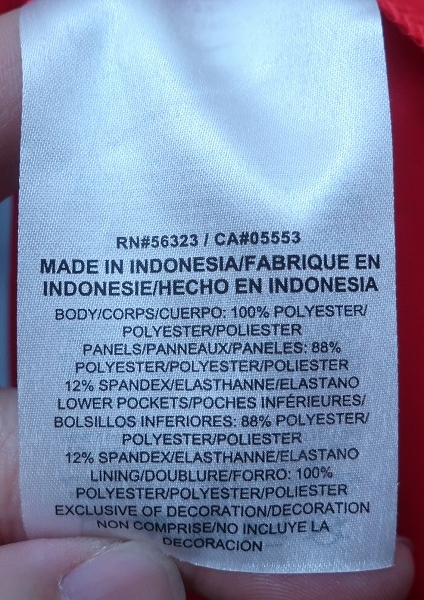 RN#56323 / CA#05553
MADE IN INDONESIA/FABRIQUE EN
INDONESIE/HECHO EN INDONESIA
BODY/CORPS/CUERPO: 100% POLYESTER/
POLYESTER/POLIESTER
PANELS/PANNEAUX/PANELES: 88%
POLYESTER/POLYESTER/POLIESTER
12% SPANDEX/ELASTHANNE/ELASTANO
LOWER POCKETS/POCHES INFÉRIEURES/
BOLSILLOS INFERIORES: 88% POLYESTER/
POLYESTER/POLIESTER
12% SPANDEX/ELASTHANNE/ELASTANO
LINING/DOUBLURE/FORRO: 100%
POLYESTER/POLYESTER/POLIESTER
EXCLUSIVE OF DECORATION/DECORATION
NON COMPRISE/NO INCLUYE LA
DECORACIÓN